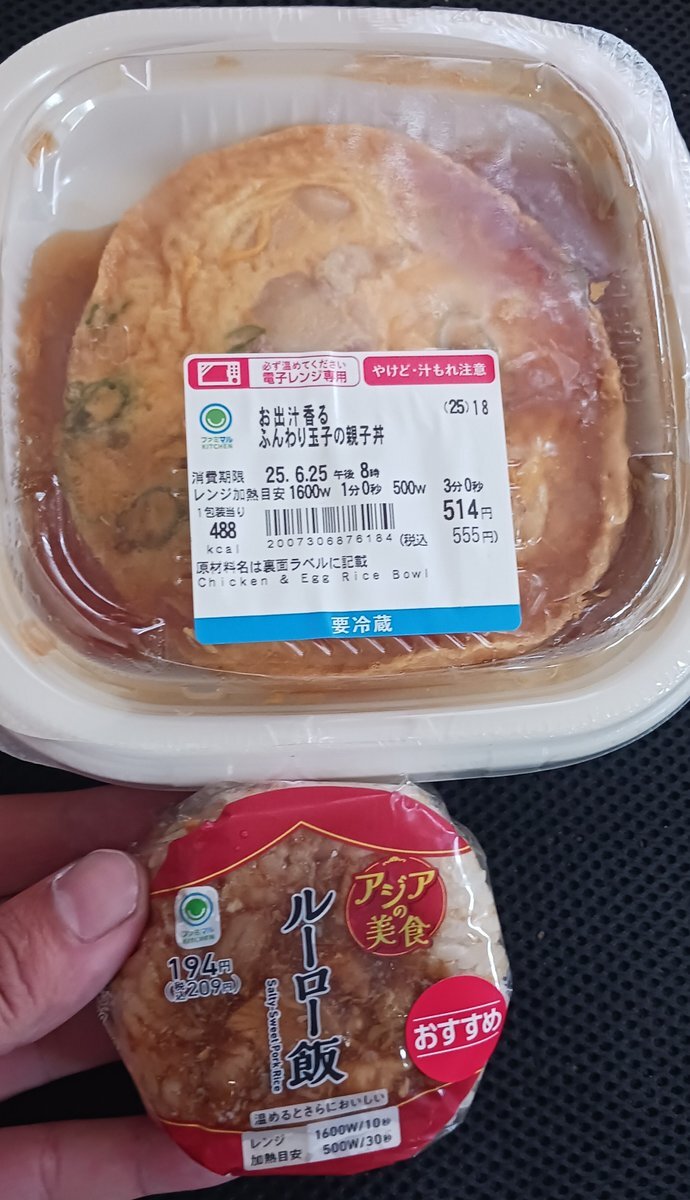 必ず温めてください
電子レンジ専用
やけど・汁もれ注意
ファミマル
KITCHEN
お出汁香る
ふんわり玉子の親子丼
(25)18
消費期限 25.6.25 午後 8時
レンジ加熱目安 1600w 1分0秒 500w 3分0秒
1包装当り
488
kcal
2007306876184
514円
(税込 555円)
原材料名は裏面ラベルに記載
Chicken & Egg Rice Bowl
要冷蔵
アジア
の
美食
ファミマル
KITCHEN
194円
(税込209円)
ルーロー飯
Salty-Sweet Pork Rice
おすすめ
温めるとさらにおいしい
レンジ
加熱目安
1600W/10秒
500W/30秒